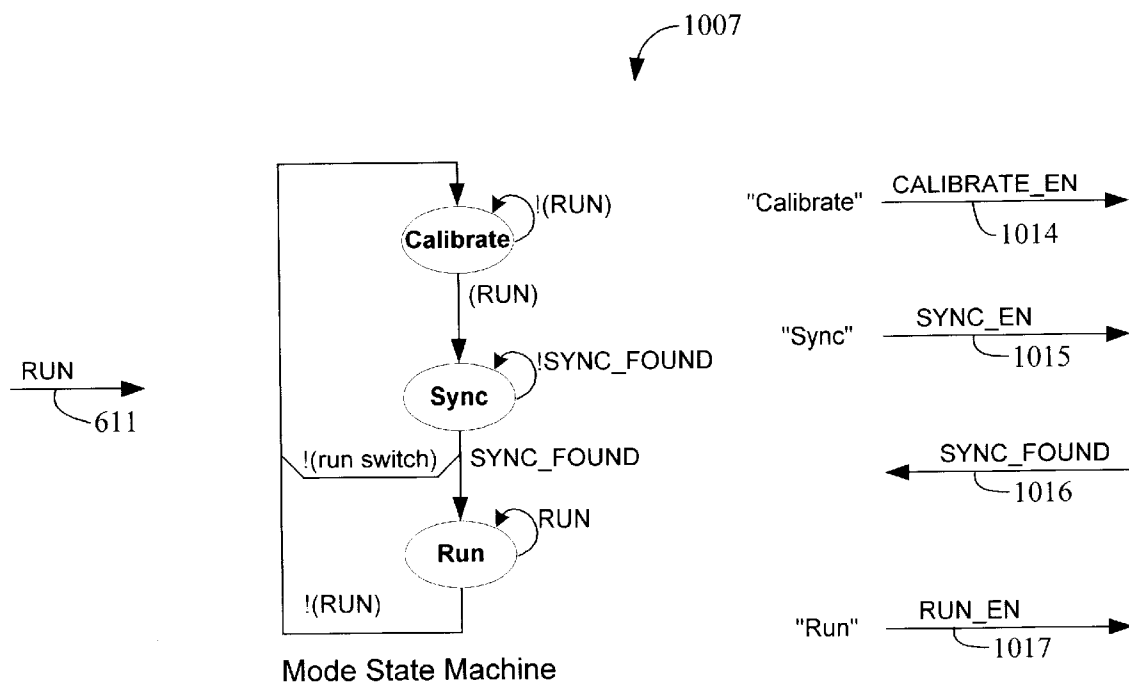 1007
!(RUN)
Calibrate
(RUN)
!SYNC_FOUND
Sync
!(run switch)
SYNC_FOUND
RUN
Run
!(RUN)
Mode State Machine
RUN
611
"Calibrate"
CALIBRATE_EN
1014
"Sync"
SYNC_EN
1015
SYNC_FOUND
1016
"Run"
RUN_EN
1017